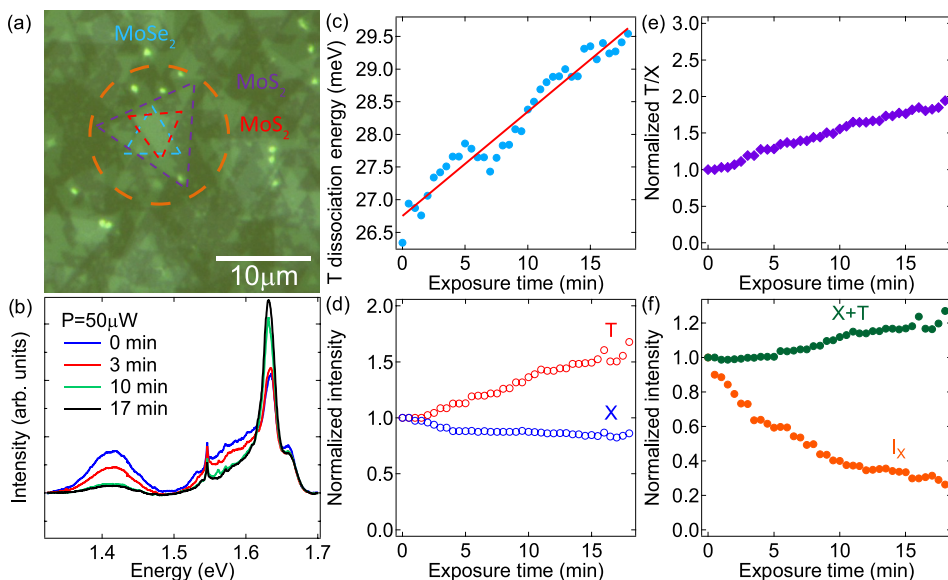 (a)
MoSe2
MoS2
MoS2
10μm
(b)
P=50μW
0 min
3 min
10 min
17 min
Intensity (arb. units)
1.4
1.5
1.6
1.7
Energy (eV)
(c)
T dissociation energy (meV)
29.5
29.0
28.5
28.0
27.5
27.0
26.5
0
5
10
15
Exposure time (min)
(d)
Normalized intensity
2.0
1.5
1.0
0.5
0.0
T
X
0
5
10
15
Exposure time (min)
(e)
Normalized T/X
3.0
2.5
2.0
1.5
1.0
0.5
0.0
0
5
10
15
Exposure time (min)
(f)
Normalized intensity
1.2
1.0
0.8
0.6
0.4
0.2
0.0
X+T
IX
0
5
10
15
Exposure time (min)